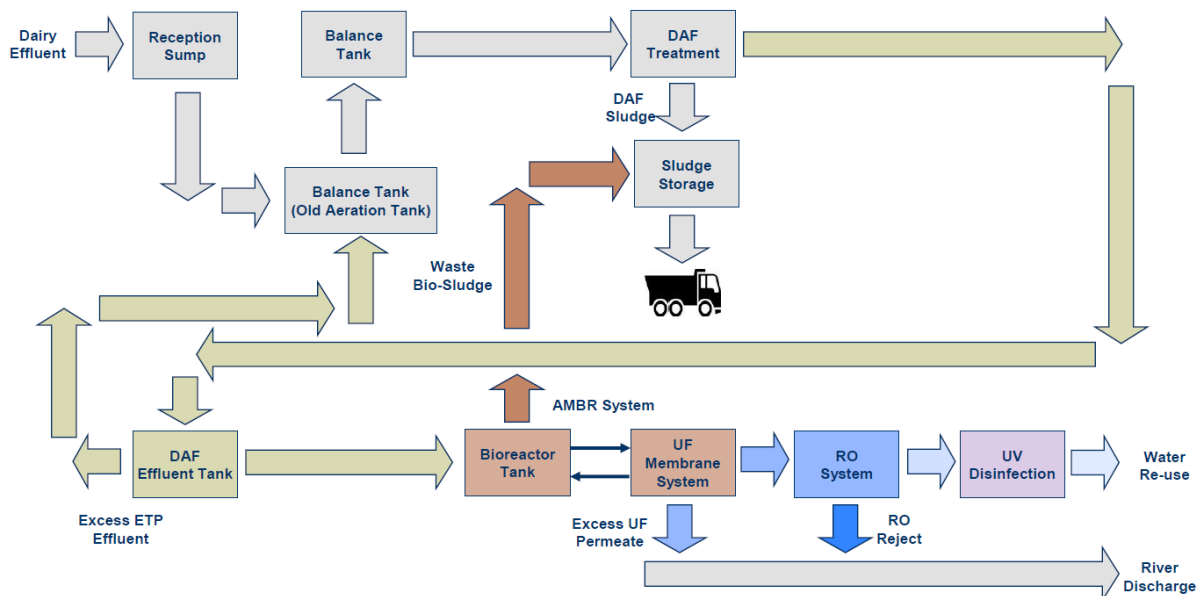 Dairy
Effluent
Reception
Sump
Balance
Tank
DAF
Treatment
DAF
Sludge
Sludge
Storage
Balance Tank
(Old Aeration Tank)
Waste
Bio-Sludge
AMBR System
DAF
Effluent Tank
Bioreactor
Tank
UF
Membrane
System
RO
System
UV
Disinfection
Water
Re-use
Excess ETP
Effluent
Excess UF
Permeate
RO
Reject
River
Discharge